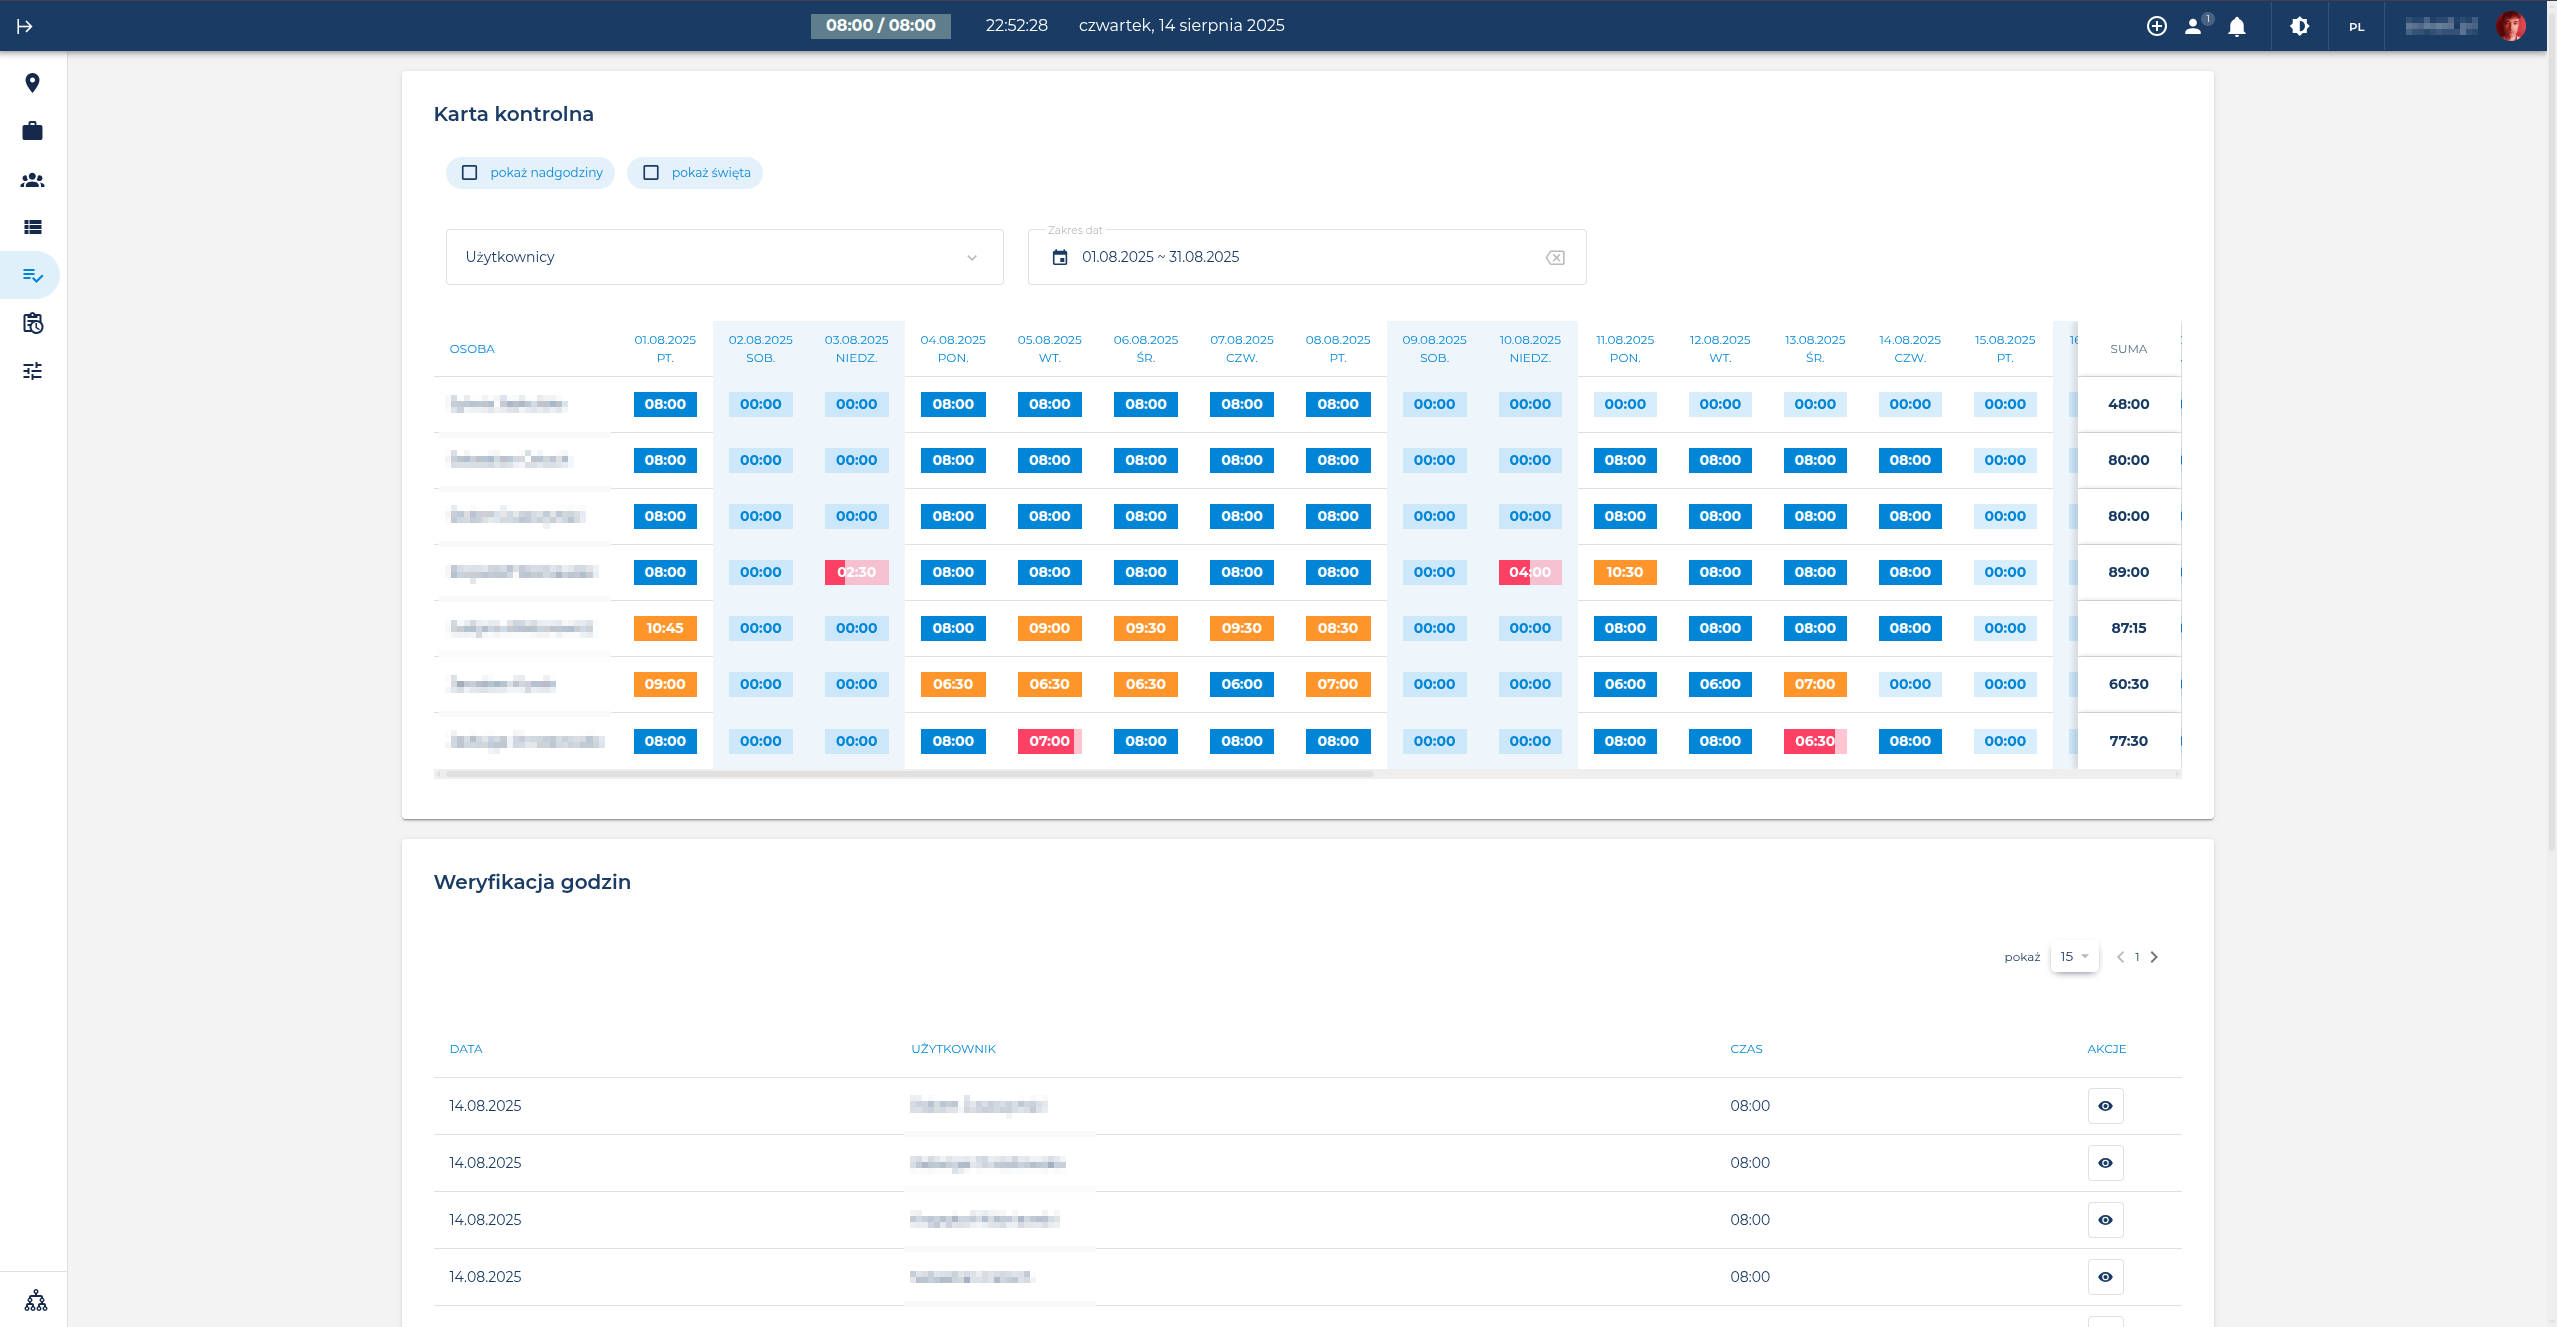 08:00 / 08:00 22:52:28 czwartek, 14 sierpnia 2025 1 PL
Karta kontrolna
pokaż nadgodziny pokaż święta
Zakres dat
Użytkownicy 01.08.2025 ~ 31.08.2025
OSOBA 01.08.2025 PT. 02.08.2025 SOB. 03.08.2025 NIEDZ. 04.08.2025 PON. 05.08.2025 WT. 06.08.2025 ŚR. 07.08.2025 CZW. 08.08.2025 PT. 09.08.2025 SOB. 10.08.2025 NIEDZ. 11.08.2025 PON. 12.08.2025 WT. 13.08.2025 ŚR. 14.08.2025 CZW. 15.08.2025 PT. SUMA
08:00 00:00 00:00 08:00 08:00 08:00 08:00 08:00 00:00 00:00 00:00 00:00 00:00 00:00 00:00 48:00
08:00 00:00 00:00 08:00 08:00 08:00 08:00 08:00 00:00 00:00 08:00 08:00 08:00 08:00 00:00 80:00
08:00 00:00 00:00 08:00 08:00 08:00 08:00 08:00 00:00 00:00 08:00 08:00 08:00 08:00 00:00 80:00
08:00 00:00 02:30 08:00 08:00 08:00 08:00 08:00 00:00 04:00 10:30 08:00 08:00 08:00 00:00 89:00
10:45 00:00 00:00 08:00 09:00 09:30 09:30 08:30 00:00 00:00 08:00 08:00 08:00 08:00 00:00 87:15
09:00 00:00 00:00 06:30 06:30 06:30 06:00 07:00 00:00 00:00 06:00 06:00 07:00 00:00 00:00 60:30
08:00 00:00 00:00 08:00 07:00 08:00 08:00 08:00 00:00 00:00 08:00 08:00 06:30 08:00 00:00 77:30
Weryfikacja godzin
pokaż 15 1
DATA UŻYTKOWNIK CZAS AKCJE
14.08.2025 08:00
14.08.2025 08:00
14.08.2025 08:00
14.08.2025 08:00